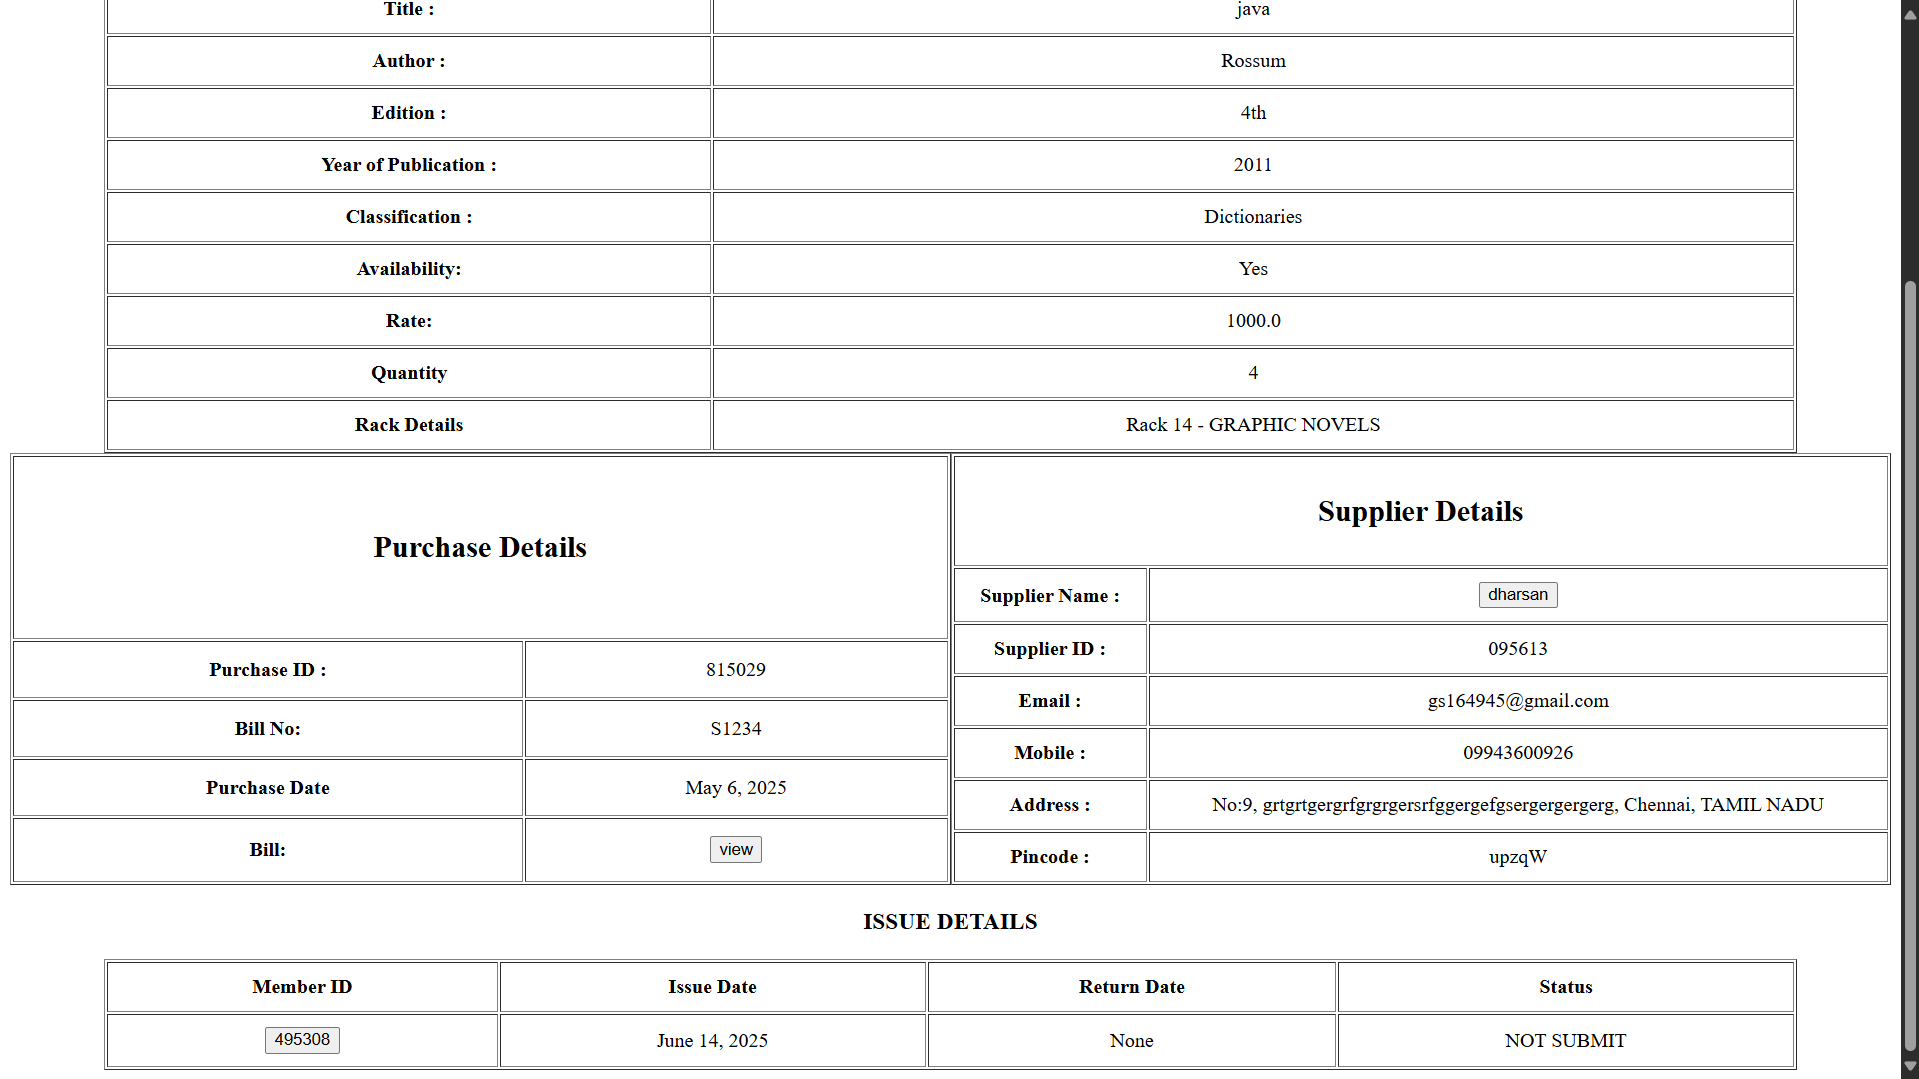 Title : java
Author : Rossum
Edition : 4th
Year of Publication : 2011
Classification : Dictionaries
Availability: Yes
Rate: 1000.0
Quantity 4
Rack Details Rack 14 - GRAPHIC NOVELS
Purchase Details
Purchase ID : 815029
Bill No: S1234
Purchase Date May 6, 2025
Bill: view
Supplier Details
Supplier Name : dharsan
Supplier ID : 095613
Email : gs164945@gmail.com
Mobile : 09943600926
Address : No:9, grtgrtgergrfgrgrgersrfggergefgsergergergerg, Chennai, TAMIL NADU
Pincode : upzqW
ISSUE DETAILS
Member ID Issue Date Return Date Status
495308 June 14, 2025 None NOT SUBMIT